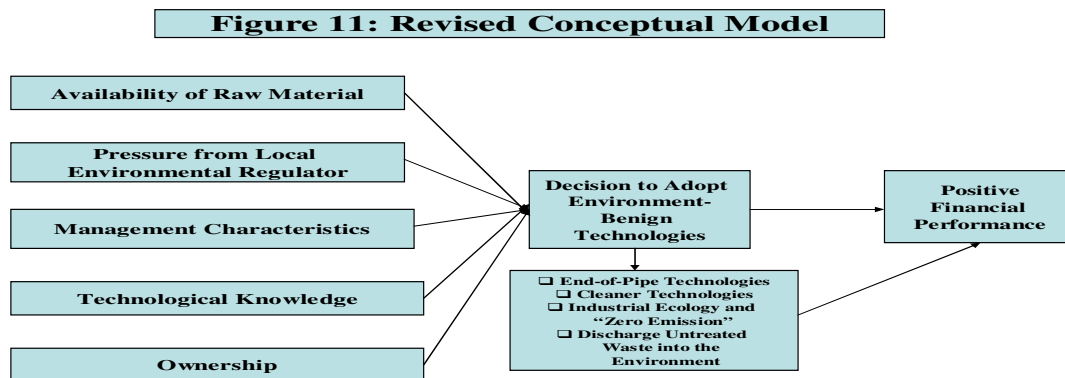 Figure 11: Revised Conceptual Model
Availability of Raw Material
Pressure from Local
Environmental Regulator
Management Characteristics
Technological Knowledge
Ownership
Decision to Adopt
Environment-
Benign
Technologies
❑ End-of-Pipe Technologies
❑ Cleaner Technologies
❑ Industrial Ecology and
“Zero Emission”
❑ Discharge Untreated
Waste into the
Environment
Positive
Financial
Performance